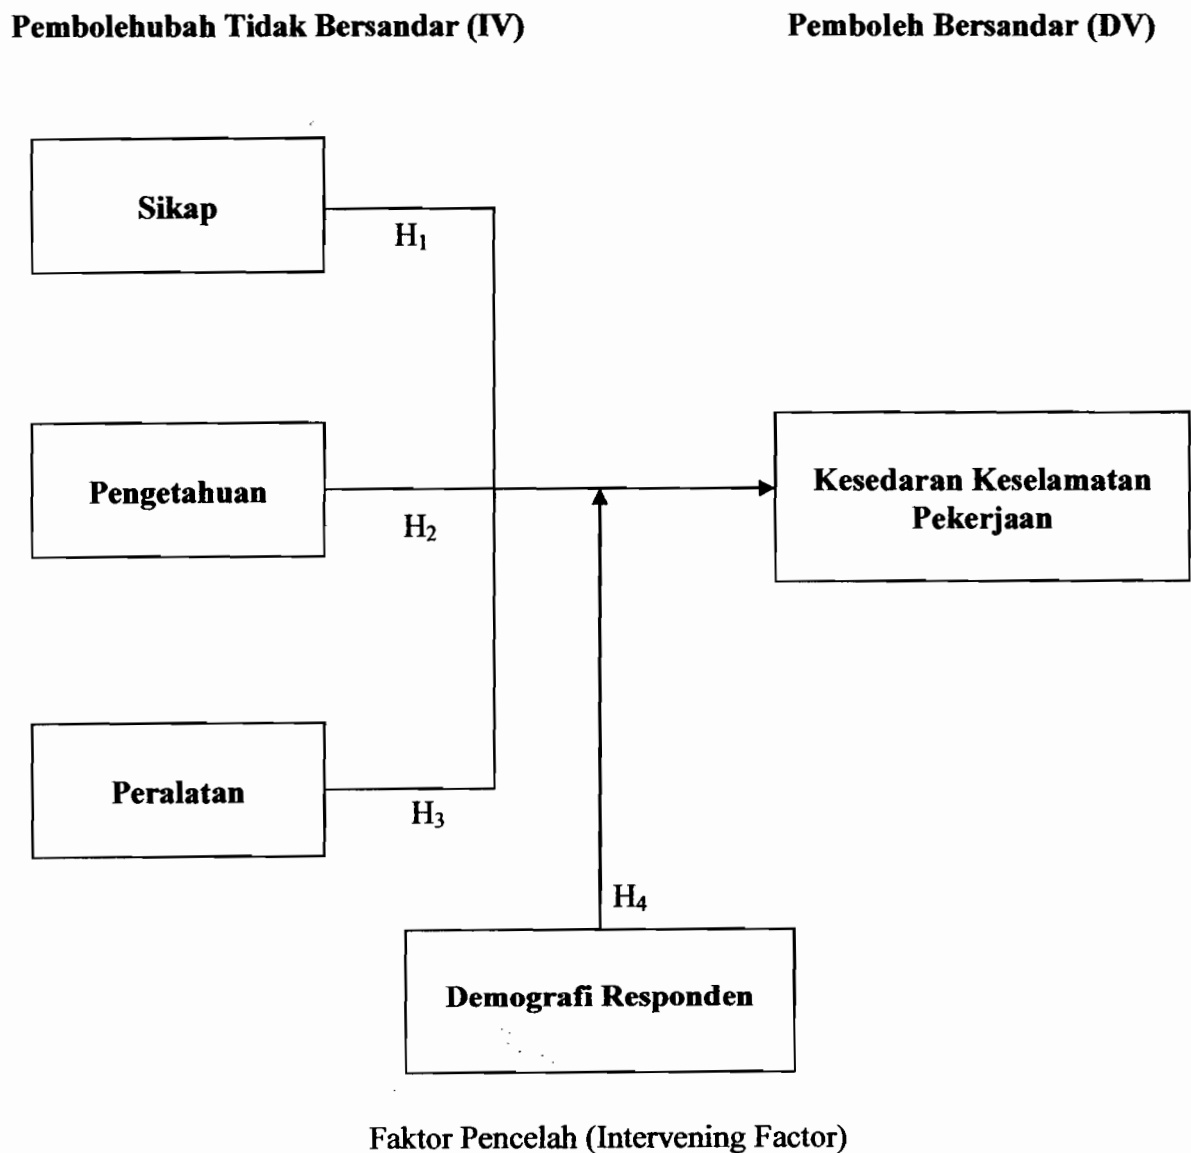 Pembolehubah Tidak Bersandar (IV)
Pemboleh Bersandar (DV)
Sikap
H₁
Pengetahuan
H₂
Kesedaran Keselamatan
Pekerjaan
Peralatan
H₃
H₄
Demografi Responden
Faktor Pencelah (Intervening Factor)